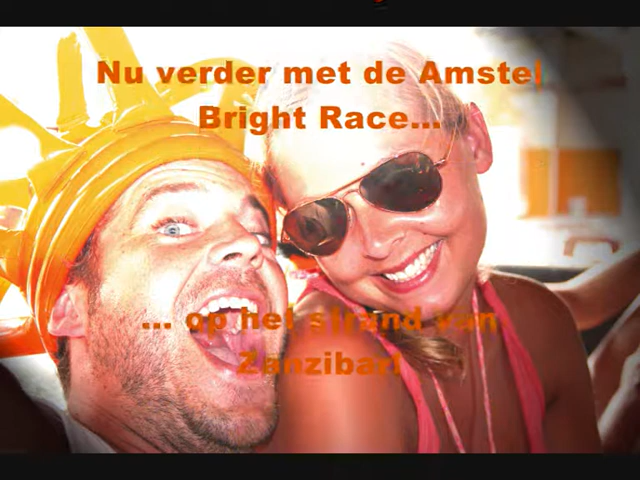 Nu verder met de Amstel
Bright Race...
... op het strand van
Zanzibar!